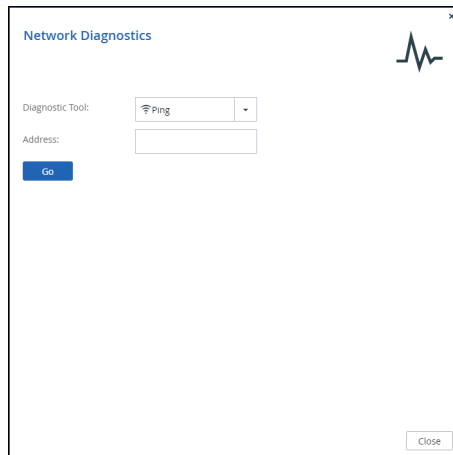 Network Diagnostics
Diagnostic Tool:
Ping
Address:
Go
Close